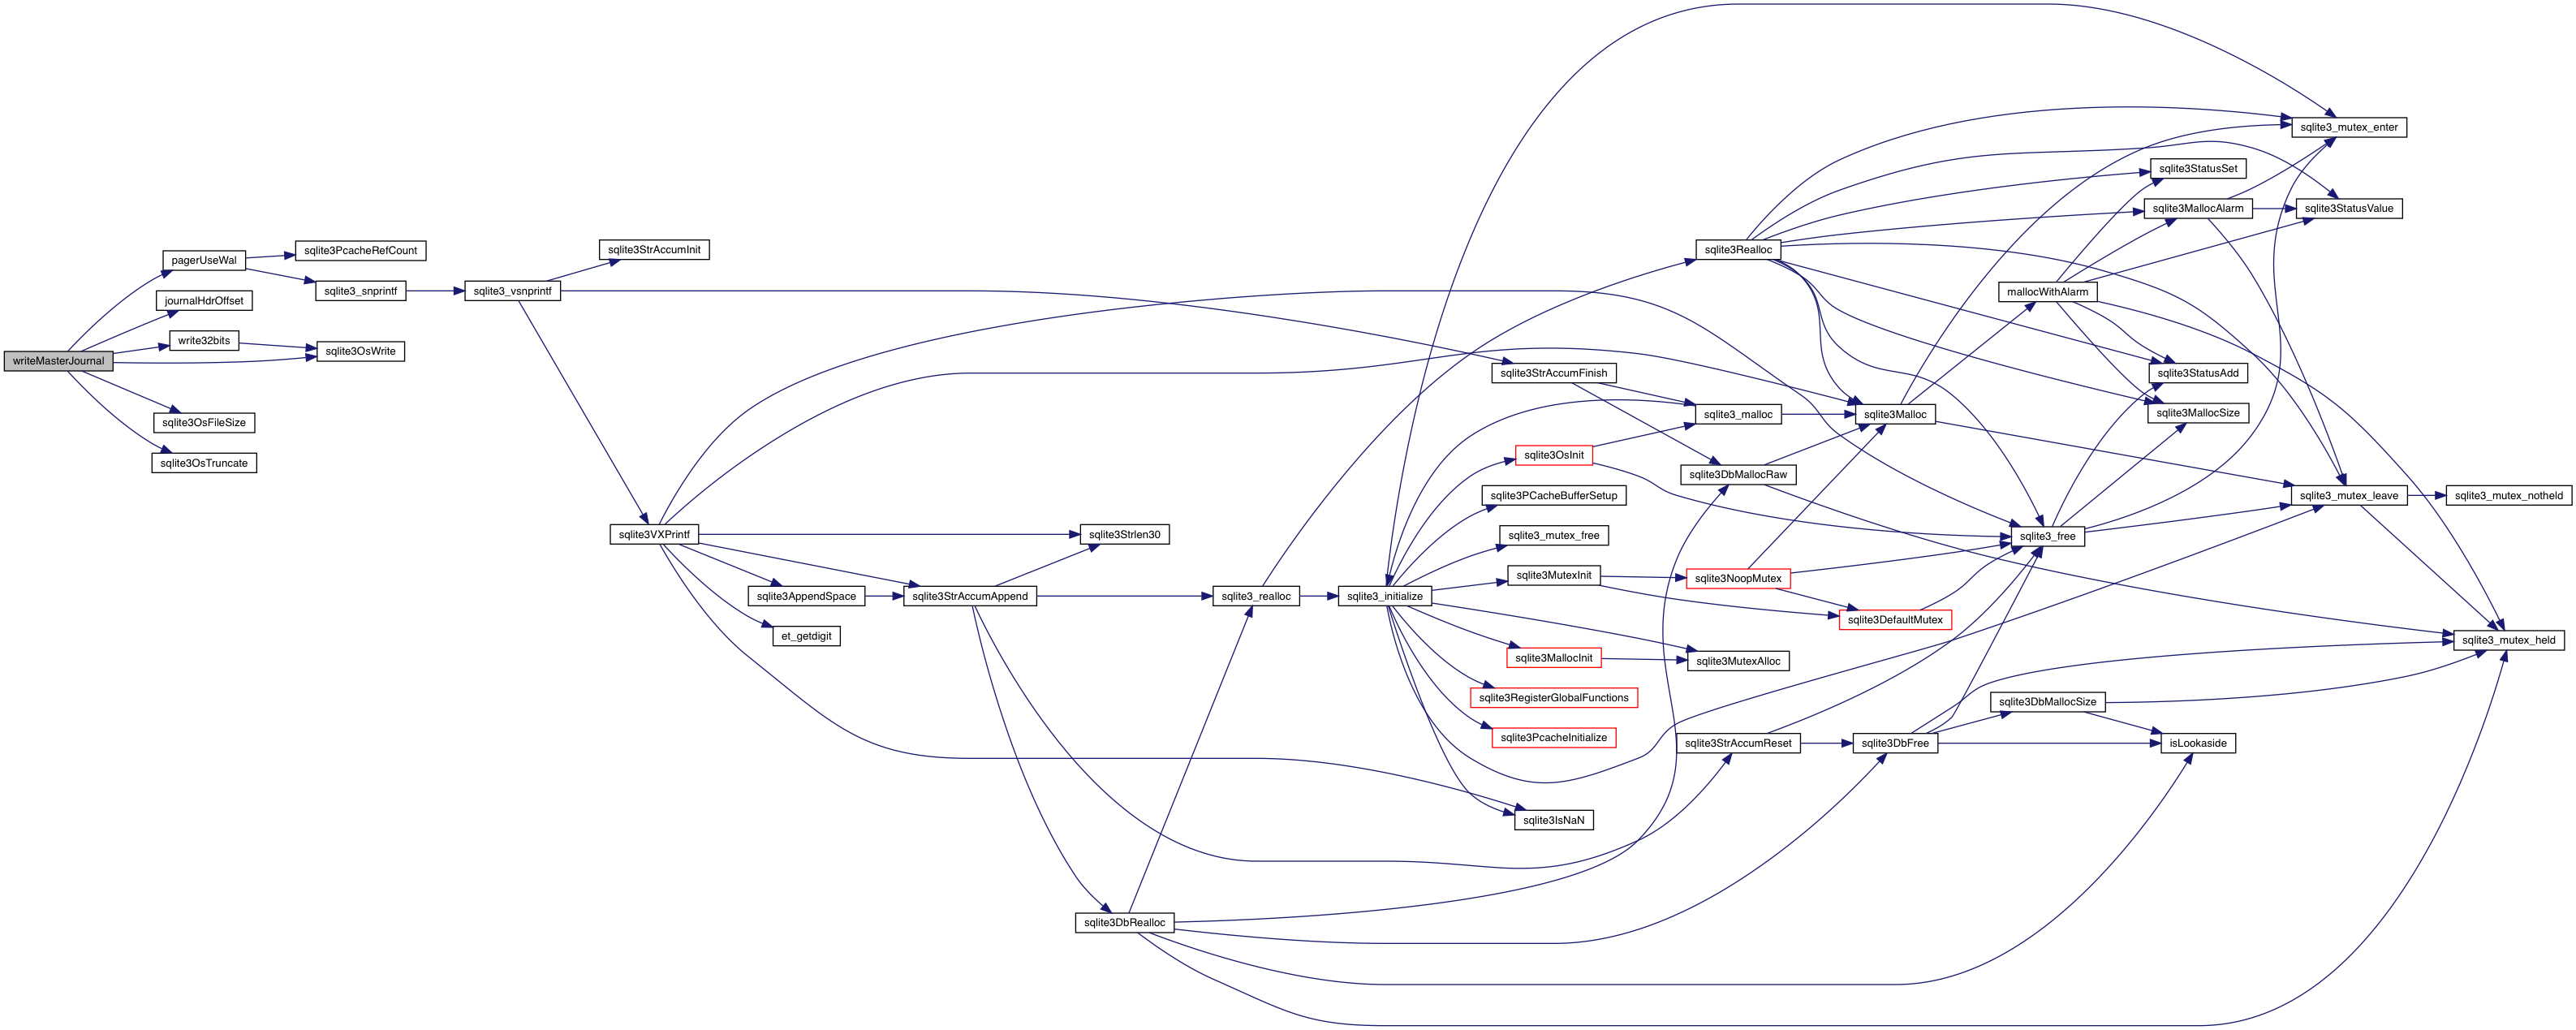 writeMasterJournal
pagerUseWal
journalHdrOffset
write32bits
sqlite3OsFileSize
sqlite3OsTruncate
sqlite3PcacheRefCount
sqlite3_snprintf
sqlite3OsWrite
sqlite3_vsnprintf
sqlite3StrAccumInit
sqlite3VXPrintf
sqlite3AppendSpace
et_getdigit
sqlite3StrAccumAppend
sqlite3Strlen30
sqlite3DbRealloc
sqlite3_realloc
sqlite3_initialize
sqlite3StrAccumFinish
sqlite3OsInit
sqlite3PCacheBufferSetup
sqlite3_mutex_free
sqlite3MutexInit
sqlite3MallocInit
sqlite3RegisterGlobalFunctions
sqlite3PcacheInitialize
sqlite3IsNaN
sqlite3Realloc
sqlite3_malloc
sqlite3DbMallocRaw
sqlite3NoopMutex
sqlite3MutexAlloc
sqlite3StrAccumReset
sqlite3Malloc
sqlite3DefaultMutex
sqlite3DbFree
mallocWithAlarm
sqlite3_free
sqlite3DbMallocSize
sqlite3StatusSet
sqlite3MallocAlarm
sqlite3StatusAdd
sqlite3MallocSize
isLookaside
sqlite3_mutex_enter
sqlite3StatusValue
sqlite3_mutex_leave
sqlite3_mutex_notheld
sqlite3_mutex_held